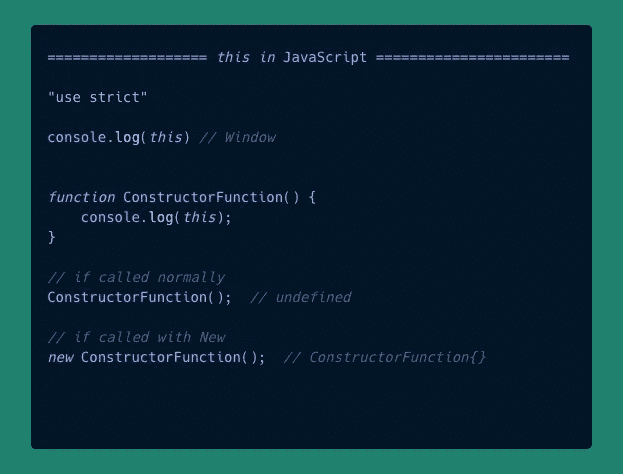 =================== this in JavaScript =======================
"use strict"
console.log(this) // Window
function ConstructorFunction() {
    console.log(this);
}
// if called normally
ConstructorFunction();  // undefined
// if called with New
new ConstructorFunction();  // ConstructorFunction{}